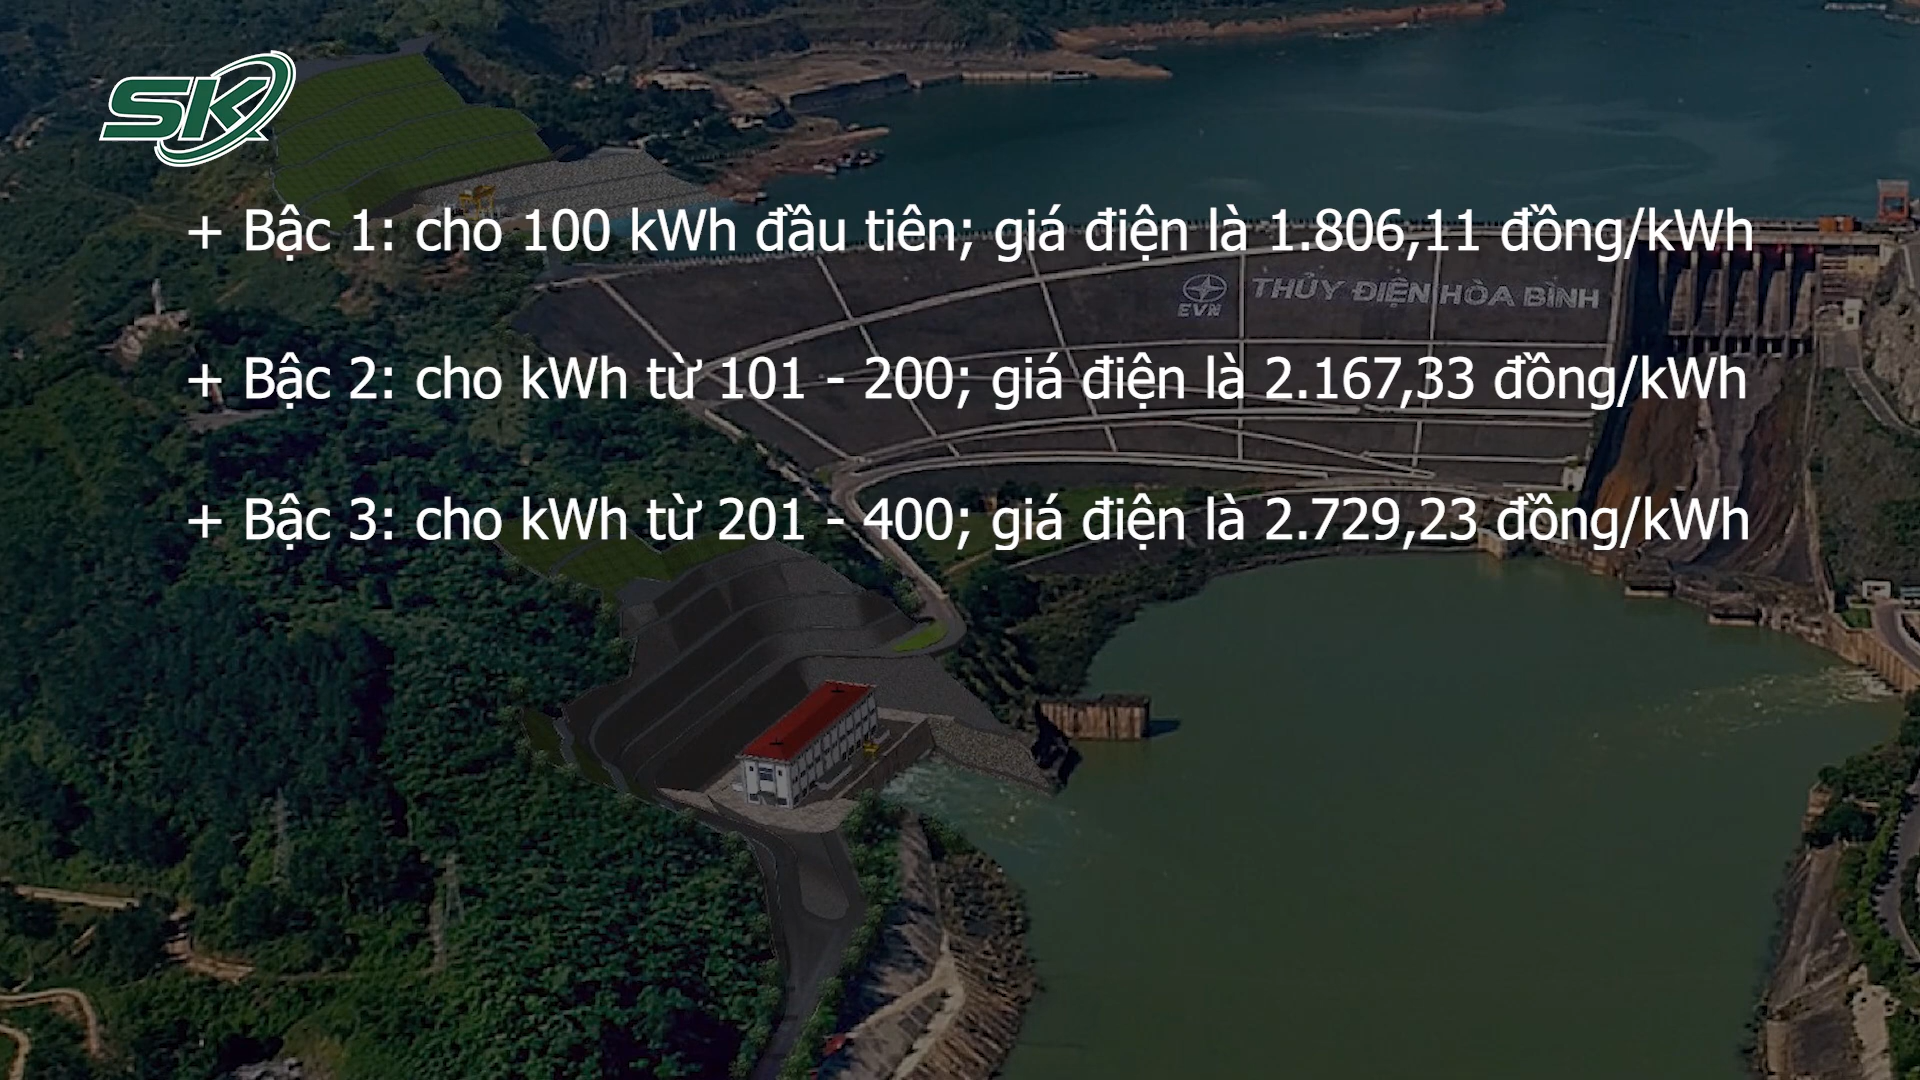 SK
+ Bậc 1: cho 100 kWh đầu tiên; giá điện là 1.806,11 đồng/kWh
EVN THỦY ĐIỆN HÒA BÌNH
+ Bậc 2: cho kWh từ 101 - 200; giá điện là 2.167,33 đồng/kWh
+ Bậc 3: cho kWh từ 201 - 400; giá điện là 2.729,23 đồng/kWh